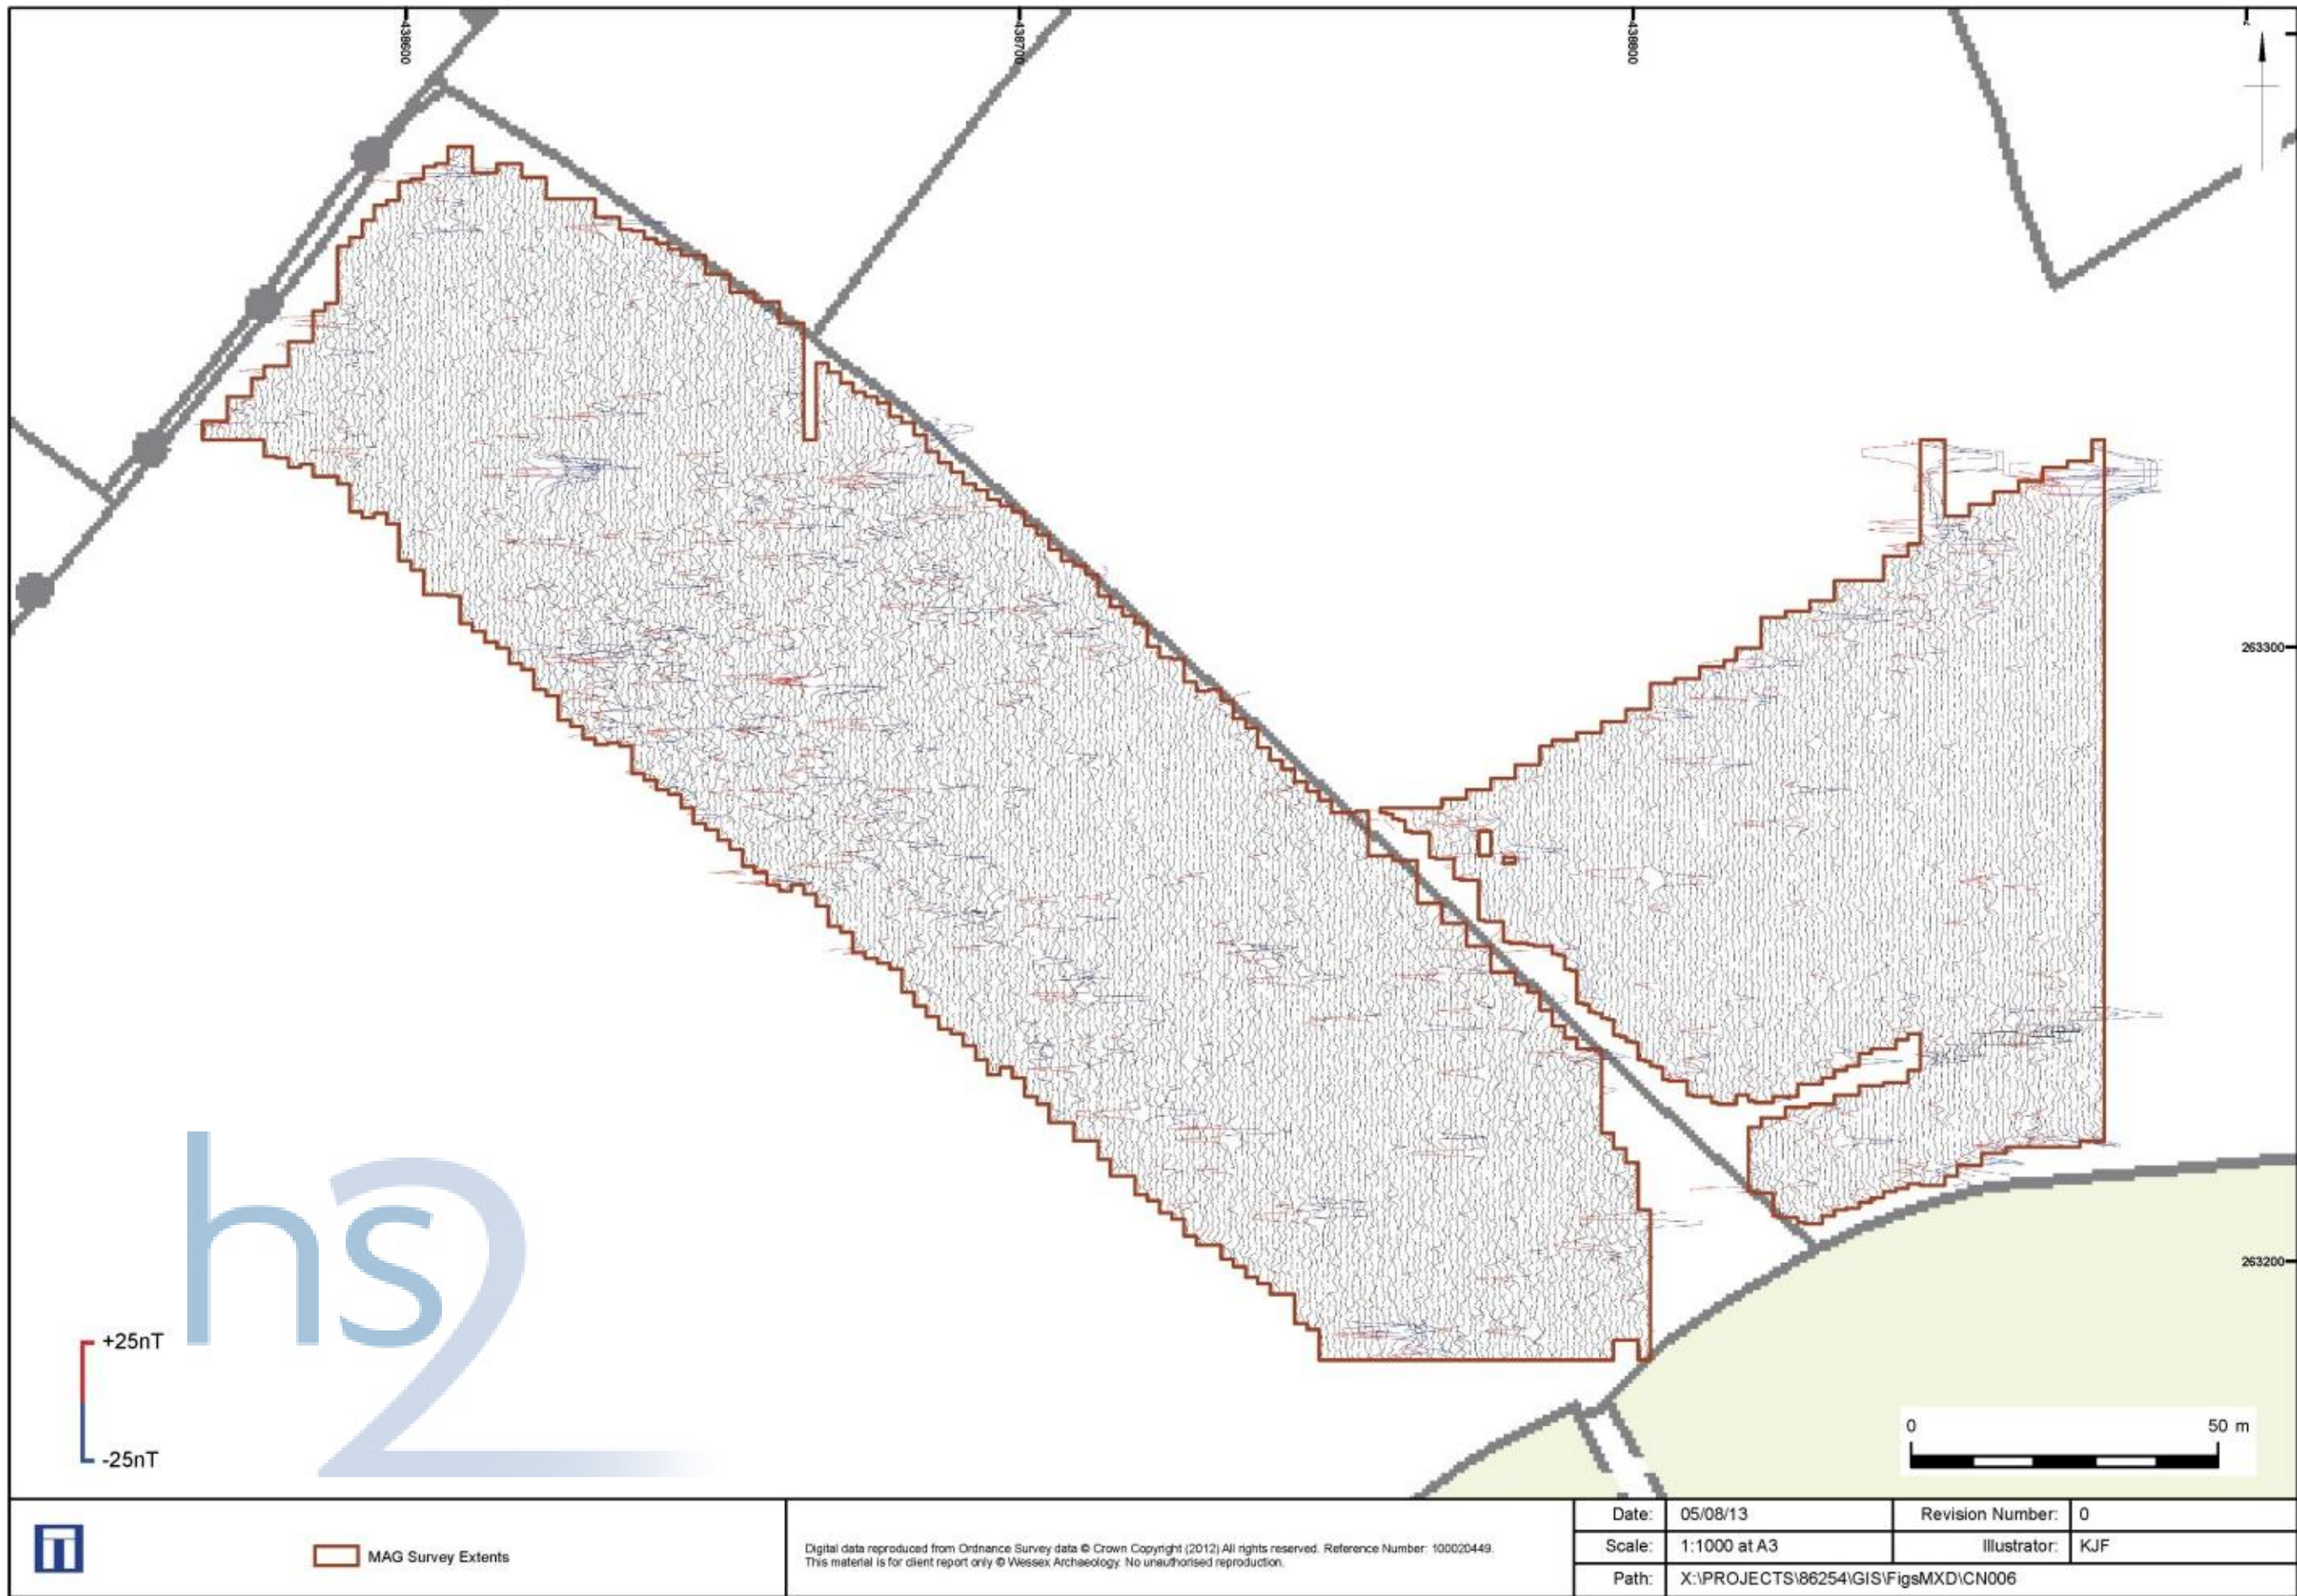 438600
438700
438800
4
263300
263200
hs2
+25nT
-25nT
0 50 m
MAG Survey Extents
Digital data reproduced from Ordnance Survey data © Crown Copyright (2012) All rights reserved. Reference Number: 100020449.
This material is for client report only © Wessex Archaeology. No unauthorised reproduction.
Date: 05/08/13 Revision Number: 0
Scale: 1:1000 at A3 Illustrator: KJF
Path: X:\PROJECTS\86254\GIS\FigsMXD\CN006